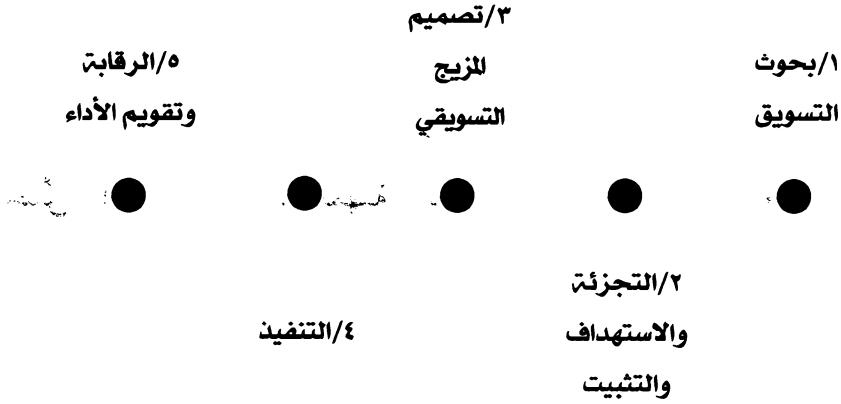 ١/بحوث
التسويق
٢/التجزئة
والاستهداف
والتثبيت
٣/تصميم
المزيج
التسويقي
٤/التنفيذ
٥/الرقابة
وتقويم الأداء